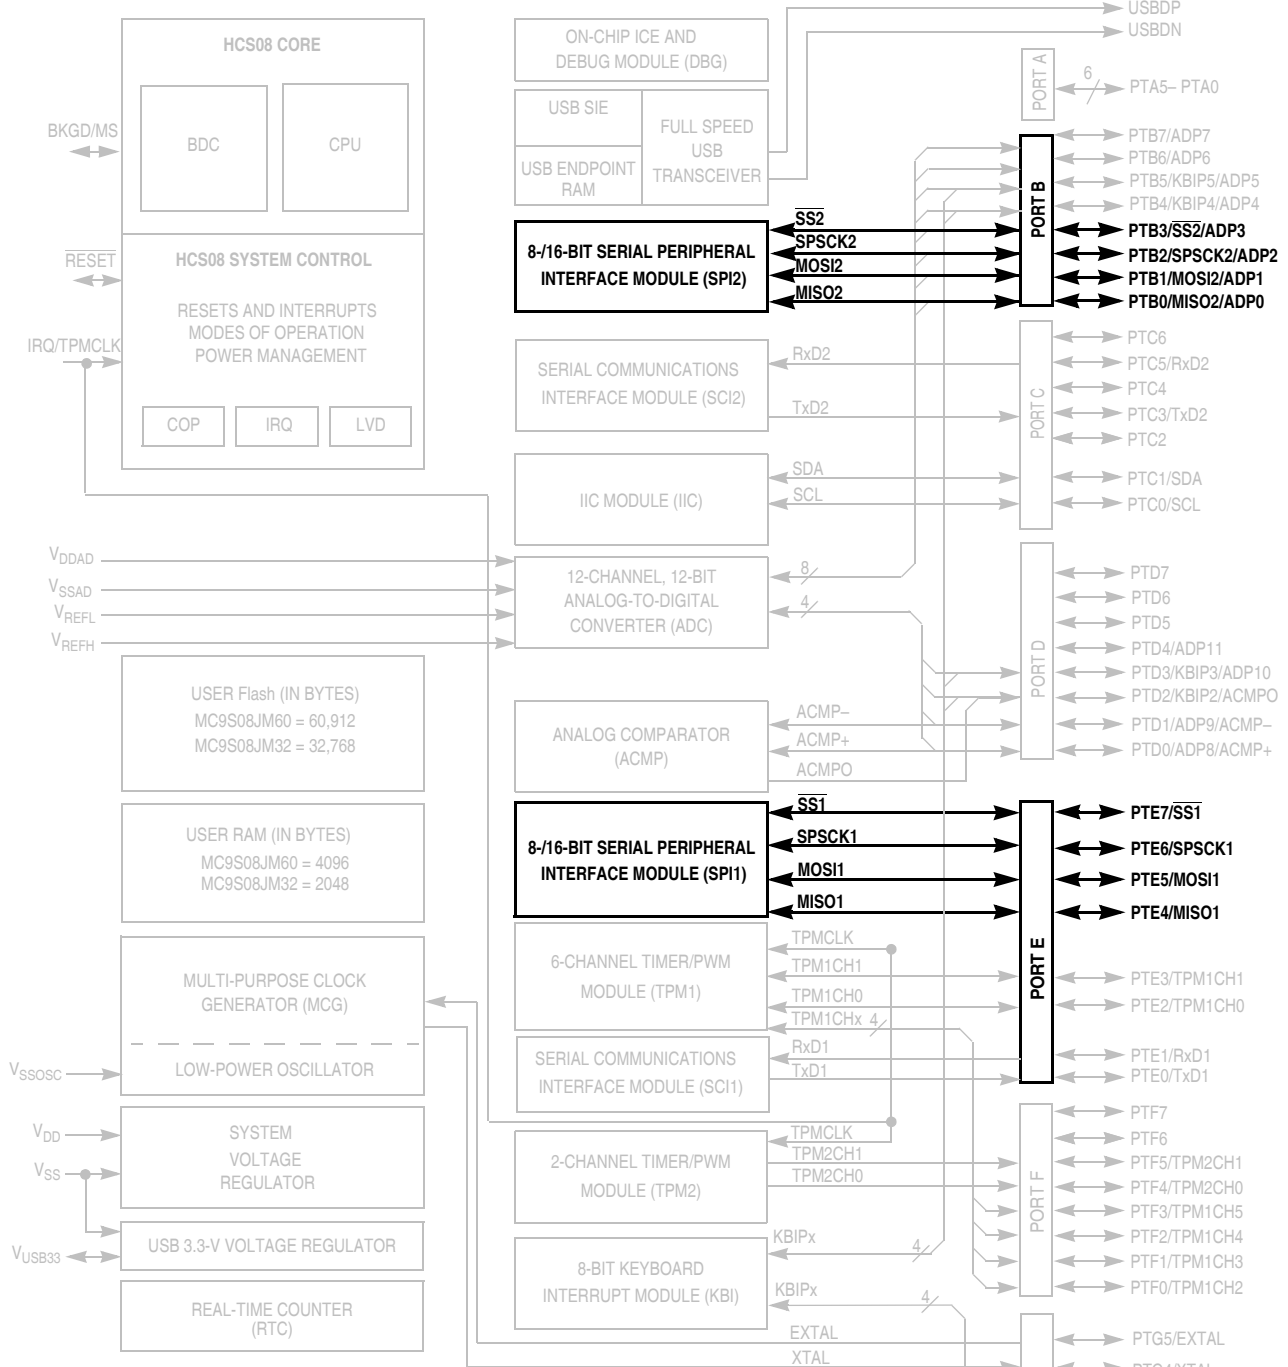 HCS08 CORE
BDC
CPU
BKGD/MS
RESET
HCS08 SYSTEM CONTROL
RESETS AND INTERRUPTS
MODES OF OPERATION
POWER MANAGEMENT
IRQ/TPMCLK
COP
IRQ
LVD
VDDAD
VSSAD
VREFL
VREFH
USER Flash (IN BYTES)
MC9S08JM60 = 60,912
MC9S08JM32 = 32,768
USER RAM (IN BYTES)
MC9S08JM60 = 4096
MC9S08JM32 = 2048
MULTI-PURPOSE CLOCK
GENERATOR (MCG)
LOW-POWER OSCILLATOR
VSSOSC
VDD
VSS
SYSTEM
VOLTAGE
REGULATOR
VUSB33
USB 3.3-V VOLTAGE REGULATOR
REAL-TIME COUNTER
(RTC)
ON-CHIP ICE AND
DEBUG MODULE (DBG)
USB SIE
USB ENDPOINT
RAM
FULL SPEED
USB
TRANSCEIVER
8-/16-BIT SERIAL PERIPHERAL
INTERFACE MODULE (SPI2)
SS2
SPSCK2
MOSI2
MISO2
SERIAL COMMUNICATIONS
INTERFACE MODULE (SCI2)
RxD2
TxD2
IIC MODULE (IIC)
SDA
SCL
12-CHANNEL, 12-BIT
ANALOG-TO-DIGITAL
CONVERTER (ADC)
8
4
ANALOG COMPARATOR
(ACMP)
ACMP–
ACMP+
ACMPO
8-/16-BIT SERIAL PERIPHERAL
INTERFACE MODULE (SPI1)
SS1
SPSCK1
MOSI1
MISO1
6-CHANNEL TIMER/PWM
MODULE (TPM1)
TPMCLK
TPM1CH1
TPM1CH0
TPM1CHx 4
SERIAL COMMUNICATIONS
INTERFACE MODULE (SCI1)
RxD1
TxD1
2-CHANNEL TIMER/PWM
MODULE (TPM2)
TPMCLK
TPM2CH1
TPM2CH0
8-BIT KEYBOARD
INTERRUPT MODULE (KBI)
KBIPx
4
KBIPx
4
EXTAL
XTAL
USBDP
USBDN
PORT A
6
PTA5– PTA0
PORT B
PTB7/ADP7
PTB6/ADP6
PTB5/KBIP5/ADP5
PTB4/KBIP4/ADP4
PTB3/SS2/ADP3
PTB2/SPSCK2/ADP2
PTB1/MOSI2/ADP1
PTB0/MISO2/ADP0
PORT C
PTC6
PTC5/RxD2
PTC4
PTC3/TxD2
PTC2
PTC1/SDA
PTC0/SCL
PORT D
PTD7
PTD6
PTD5
PTD4/ADP11
PTD3/KBIP3/ADP10
PTD2/KBIP2/ACMPO
PTD1/ADP9/ACMP–
PTD0/ADP8/ACMP+
PORT E
PTE7/SS1
PTE6/SPSCK1
PTE5/MOSI1
PTE4/MISO1
PTE3/TPM1CH1
PTE2/TPM1CH0
PTE1/RxD1
PTE0/TxD1
PORT F
PTF7
PTF6
PTF5/TPM2CH1
PTF4/TPM2CH0
PTF3/TPM1CH5
PTF2/TPM1CH4
PTF1/TPM1CH3
PTF0/TPM1CH2
PTG5/EXTAL